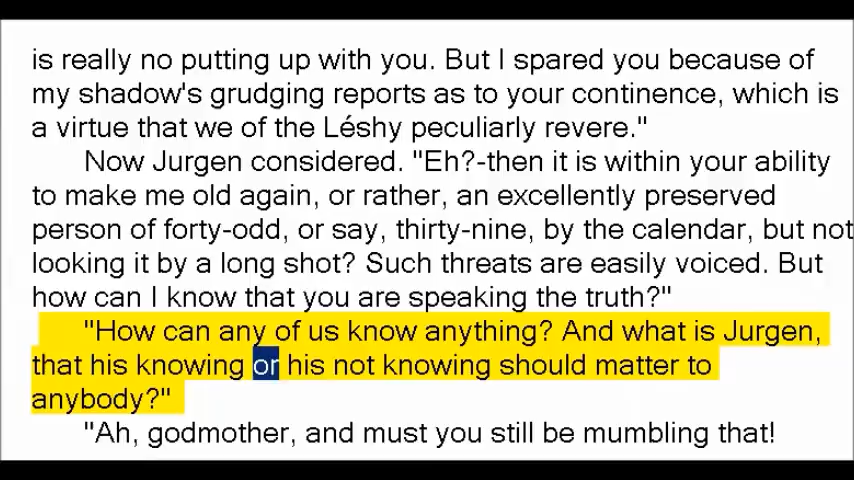 is really no putting up with you. But I spared you because of
my shadow's grudging reports as to your continence, which is
a virtue that we of the Léshy peculiarly revere."
Now Jurgen considered. "Eh?-then it is within your ability
to make me old again, or rather, an excellently preserved
person of forty-odd, or say, thirty-nine, by the calendar, but not
looking it by a long shot? Such threats are easily voiced. But
how can I know that you are speaking the truth?"
"How can any of us know anything? And what is Jurgen,
that his knowing or his not knowing should matter to
anybody?"
"Ah, godmother, and must you still be mumbling that!